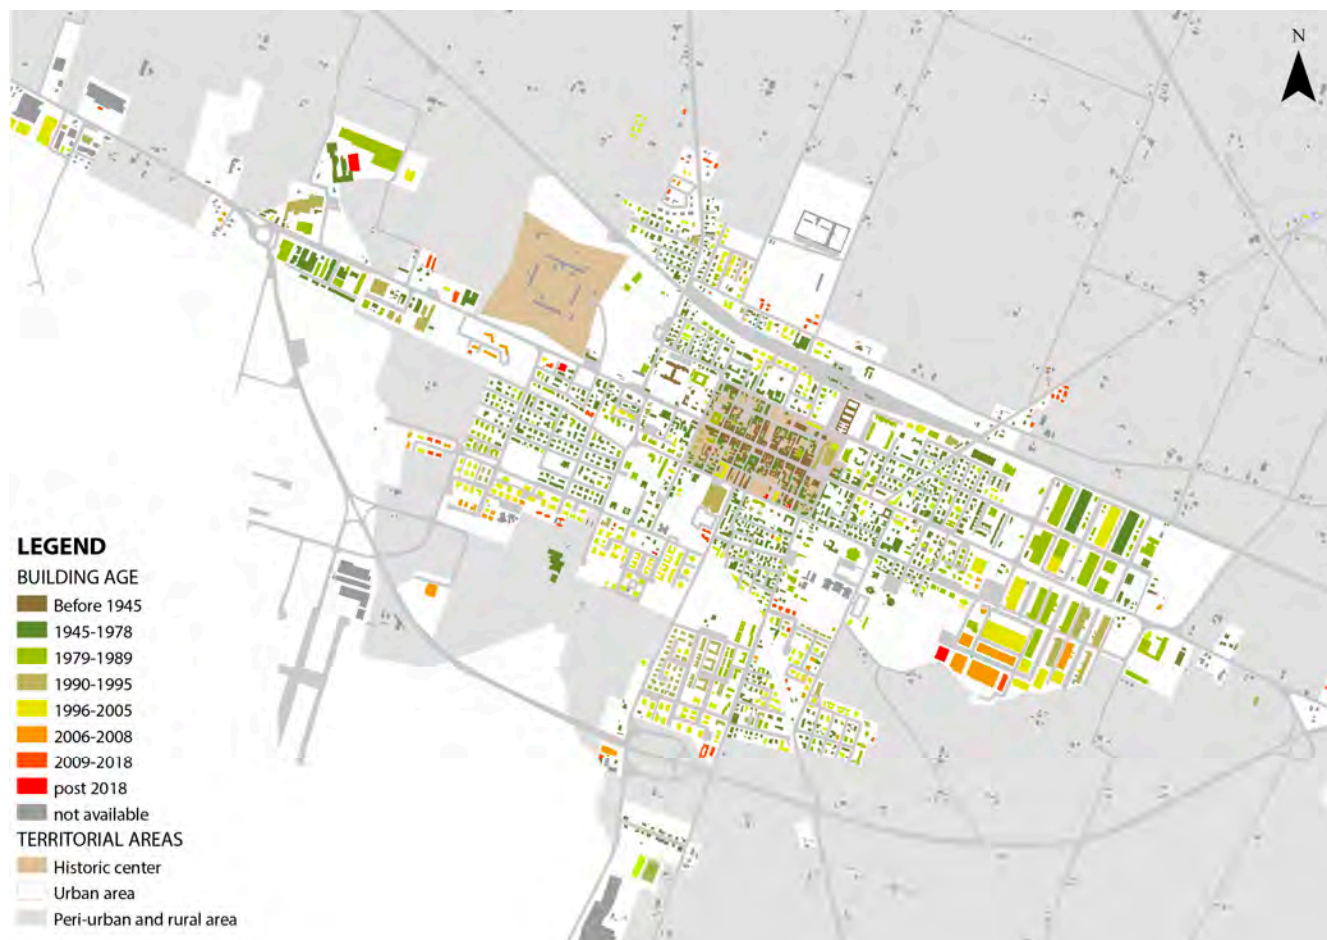 N
LEGEND
BUILDING AGE
Before 1945
1945-1978
1979-1989
1990-1995
1996-2005
2006-2008
2009-2018
post 2018
not available
TERRITORIAL AREAS
Historic center
Urban area
Peri-urban and rural area